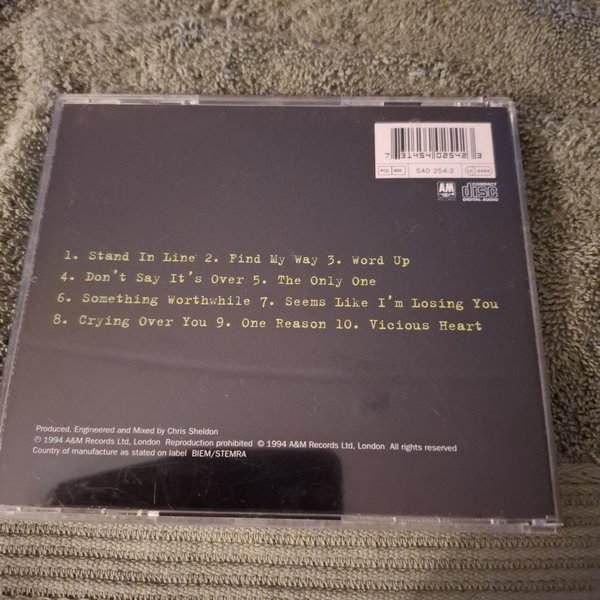 7 31454 02542 3
POL 900 540 254-2 LC 0485
AM RECORDS COMPACT disc DIGITAL AUDIO
1. Stand In Line 2. Find My Way 3. Word Up
4. Don't Say It's Over 5. The Only One
6. Something Worthwhile 7. Seems Like I'm Losing You
8. Crying Over You 9. One Reason 10. Vicious Heart
Produced, Engineered and Mixed by Chris Sheldon
℗ 1994 A&M Records Ltd, London Reproduction prohibited © 1994 A&M Records Ltd, London All rights reserved
Country of manufacture as stated on label BIEM/STEMRA